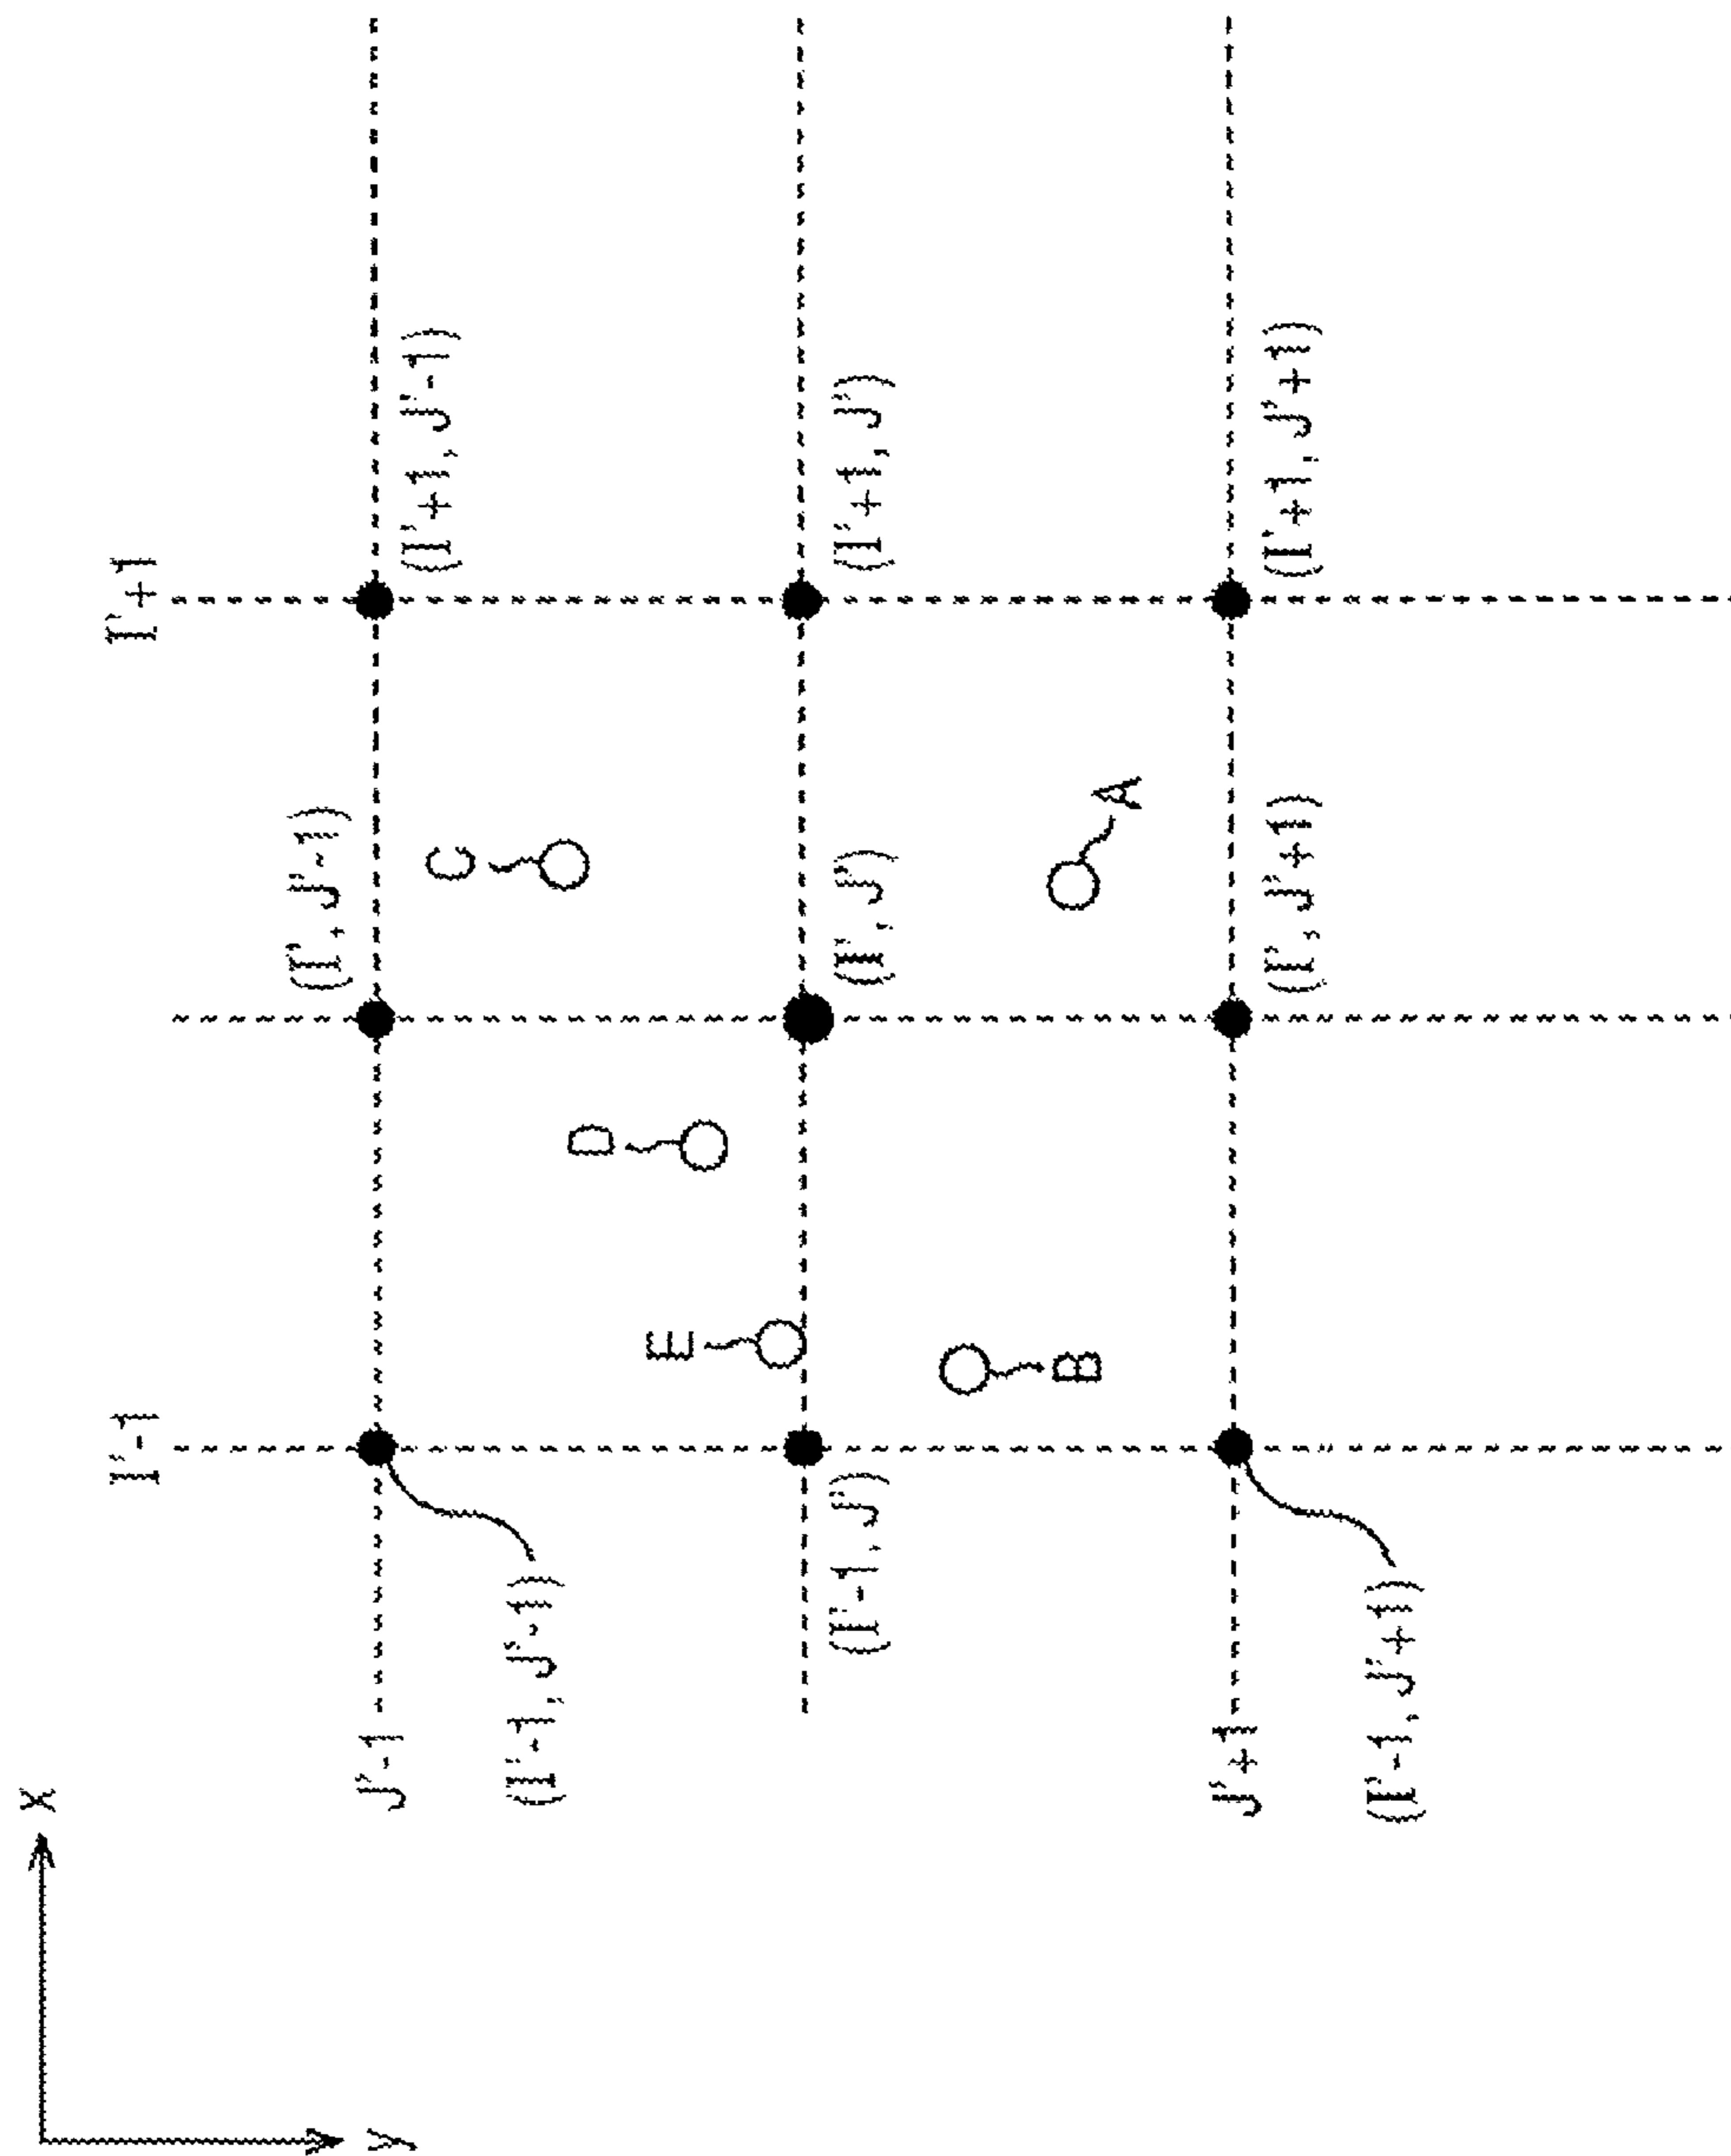 x
I'-1
I'+1
(I', J'-1)
y
J'-1
C
(I'+1, J'-1)
(I'-1, J'-1)
D
E
(I'-1, J')
(I', J')
(I'+1, J')
B
A
J'+1
(I', J'+1)
(I'+1, J'+1)
(I'-1, J'+1)